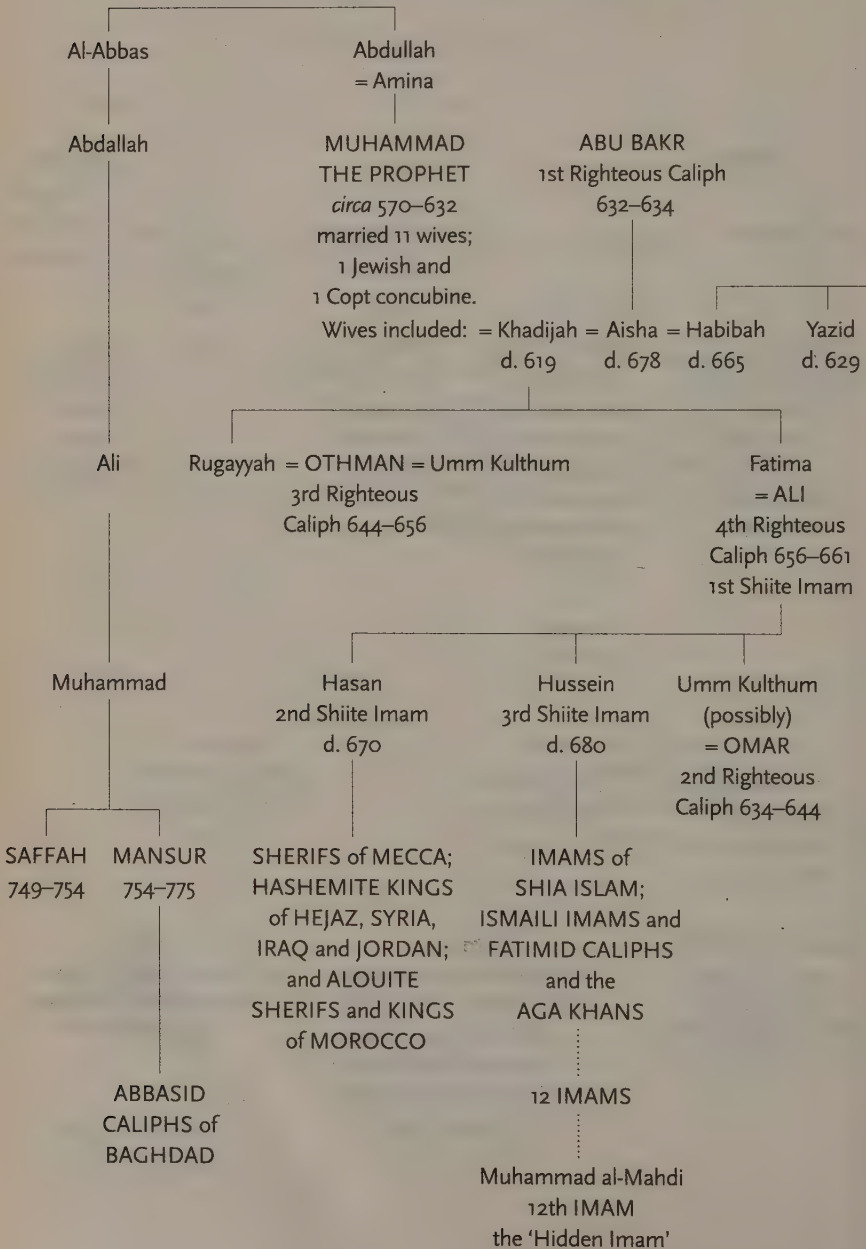 Al-Abbas
Abdullah
= Amina
Abdallah
MUHAMMAD
THE PROPHET
circa 570–632
married 11 wives;
1 Jewish and
1 Copt concubine.
ABU BAKR
1st Righteous Caliph
632–634
Wives included: = Khadijah = Aisha = Habibah Yazid
d. 619 d. 678 d. 665 d. 629
Ali
Rugayyah = OTHMAN = Umm Kulthum
3rd Righteous
Caliph 644–656
Fatima
= ALI
4th Righteous
Caliph 656–661
1st Shiite Imam
Muhammad
Hasan
2nd Shiite Imam
d. 670
Hussein
3rd Shiite Imam
d. 680
Umm Kulthum
(possibly)
= OMAR
2nd Righteous
Caliph 634–644
SAFFAH
749–754
MANSUR
754–775
SHERIFS of MECCA;
HASHEMITE KINGS
of HEJAZ, SYRIA,
IRAQ and JORDAN;
and ALOUITE
SHERIFS and KINGS
of MOROCCO
IMAMS of
SHIA ISLAM;
ISMAILI IMAMS and
FATIMID CALIPHS
and the
AGA KHANS
ABBASID
CALIPHS of
BAGHDAD
12 IMAMS
Muhammad al-Mahdi
12th IMAM
the 'Hidden Imam'